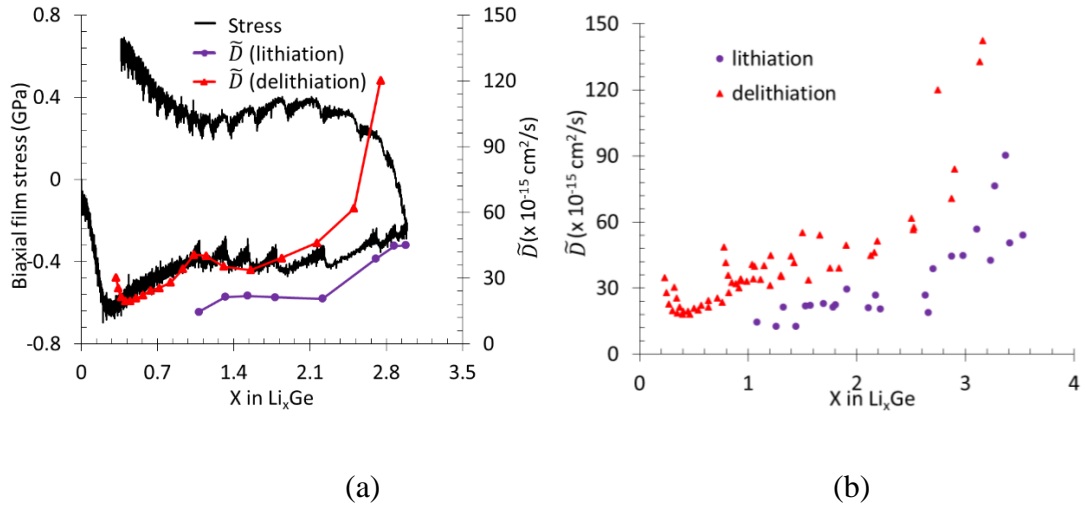 0.8
0.4
0
-0.4
-0.8
Biaxial film stress (GPa)
Stress
D̃ (lithiation)
D̃ (delithiation)
150
120
90
60
30
0
D̃ (x 10⁻¹⁵ cm²/s)
0 0.7 1.4 2.1 2.8 3.5
X in LiₓGe
(a)
150
120
90
60
30
0
D̃ (x 10⁻¹⁵ cm²/s)
lithiation
delithiation
0 1 2 3 4
X in LiₓGe
(b)